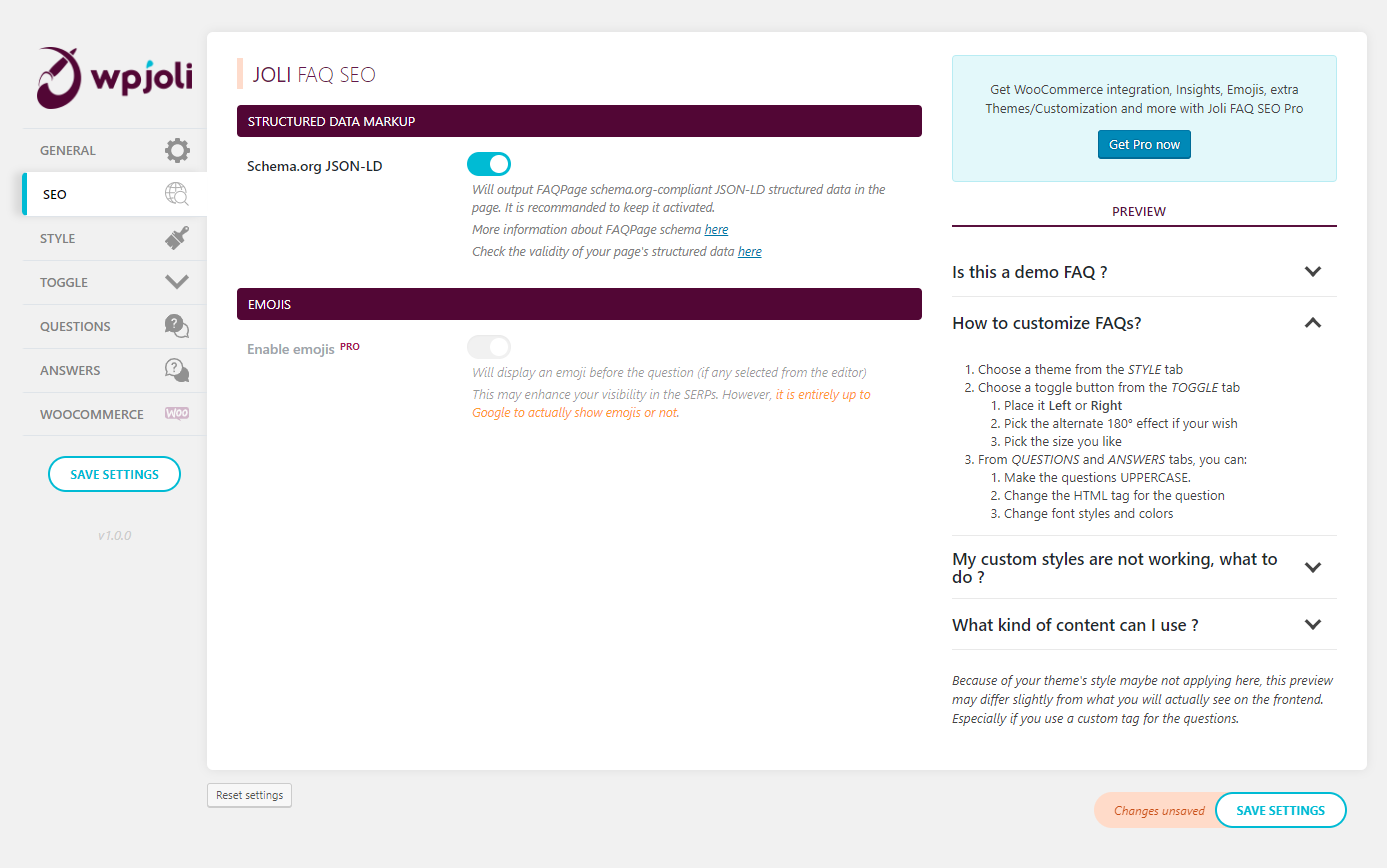 wpjoli
GENERAL
SEO
STYLE
TOGGLE
QUESTIONS
ANSWERS
WOOCOMMERCE
WOO
SAVE SETTINGS
v1.0.0
JOLI FAQ SEO
STRUCTURED DATA MARKUP
Schema.org JSON-LD
Will output FAQPage schema.org-compliant JSON-LD structured data in the
page. It is recommanded to keep it activated.
More information about FAQPage schema here
Check the validity of your page's structured data here
EMOJIS
Enable emojis PRO
Will display an emoji before the question (if any selected from the editor)
This may enhance your visibility in the SERPs. However, it is entirely up to
Google to actually show emojis or not.
Get WooCommerce integration, Insights, Emojis, extra
Themes/Customization and more with Joli FAQ SEO Pro
Get Pro now
PREVIEW
Is this a demo FAQ ?
How to customize FAQs?
1. Choose a theme from the STYLE tab
2. Choose a toggle button from the TOGGLE tab
1. Place it Left or Right
2. Pick the alternate 180° effect if your wish
3. Pick the size you like
3. From QUESTIONS and ANSWERS tabs, you can:
1. Make the questions UPPERCASE.
2. Change the HTML tag for the question
3. Change font styles and colors
My custom styles are not working, what to
do ?
What kind of content can I use ?
Because of your theme's style maybe not applying here, this preview
may differ slightly from what you will actually see on the frontend.
Especially if you use a custom tag for the questions.
Reset settings
Changes unsaved
SAVE SETTINGS